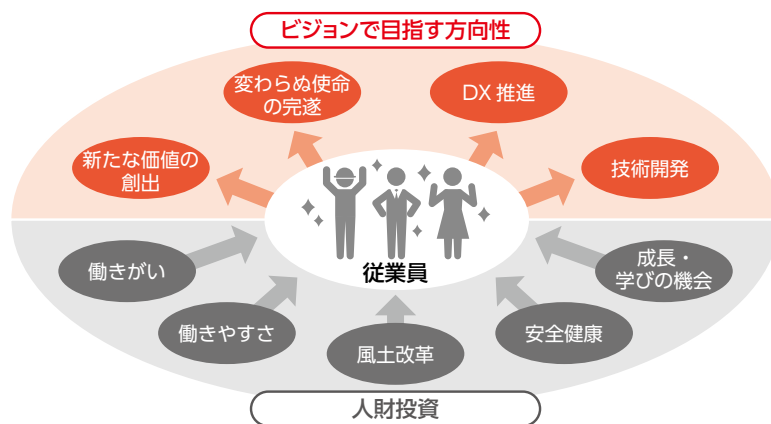 ビジョンで目指す方向性
変わらぬ使命
の完遂
DX 推進
新たな価値の
創出
技術開発
従業員
働きがい
成長・
学びの機会
働きやすさ
安全健康
風土改革
人財投資